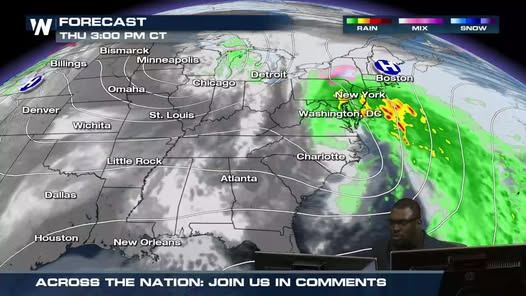 W
FORECAST
THU 3:00 PM CT
RAIN
MIX
SNOW
Bismarck
Billings
Minneapolis
Detroit
H
Boston
Chicago
Omaha
New York
Denver
St. Louis
Washington, DC
Wichita
Charlotte
Little Rock
Atlanta
Dallas
Houston
New Orleans
ACROSS THE NATION: JOIN US IN COMMENTS